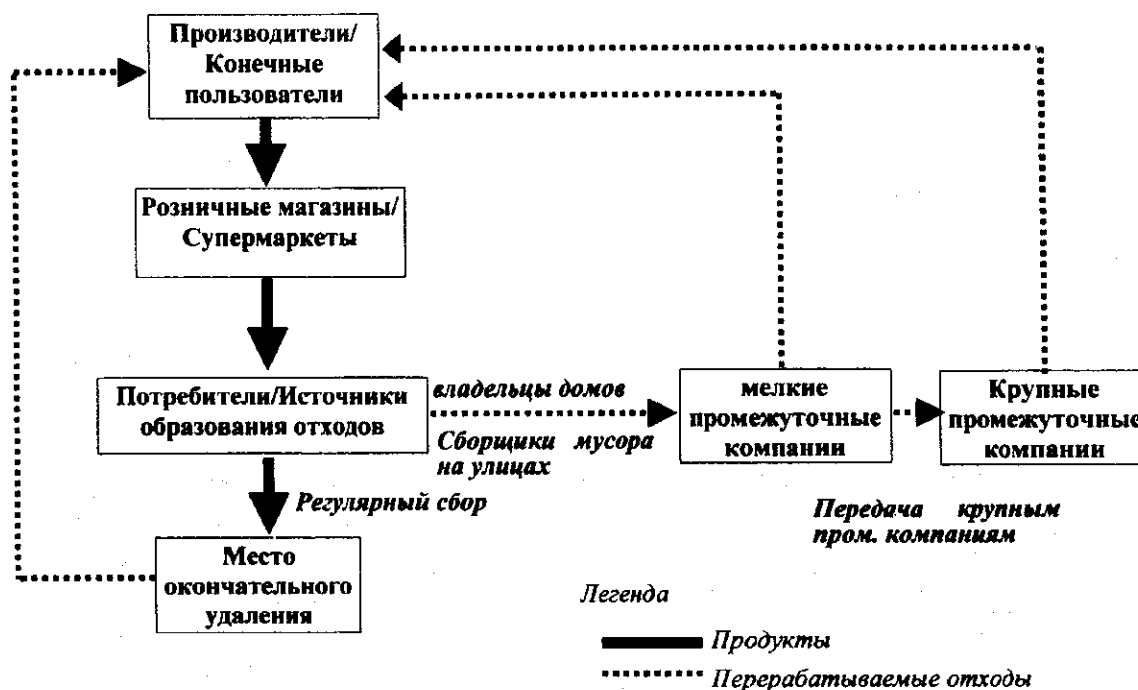 Производители/
Конечные
пользователи
Розничные магазины/
Супермаркеты
Потребители/Источники
образования отходов
владельцы домов
Сборщики мусора
на улицах
мелкие
промежуточные
компании
Крупные
промежуточные
компании
Регулярный сбор
Передача крупным
пром. компаниям
Место
окончательного
удаления
Легенда
Продукты
Перерабатываемые отходы